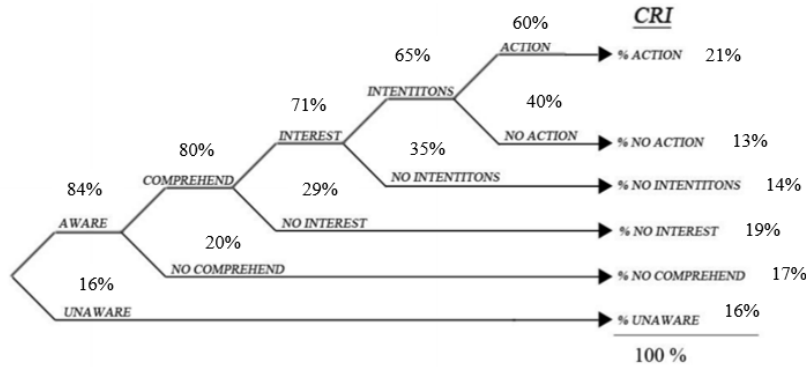 60%
CRI
ACTION
% ACTION 21%
65%
INTENTITONS
40%
71%
NO ACTION
% NO ACTION 13%
INTEREST
35%
80%
NO INTENTITONS
% NO INTENTITONS 14%
COMPREHEND
29%
84%
NO INTEREST
% NO INTEREST 19%
AWARE
20%
NO COMPREHEND
% NO COMPREHEND 17%
16%
UNAWARE
% UNAWARE 16%
100 %